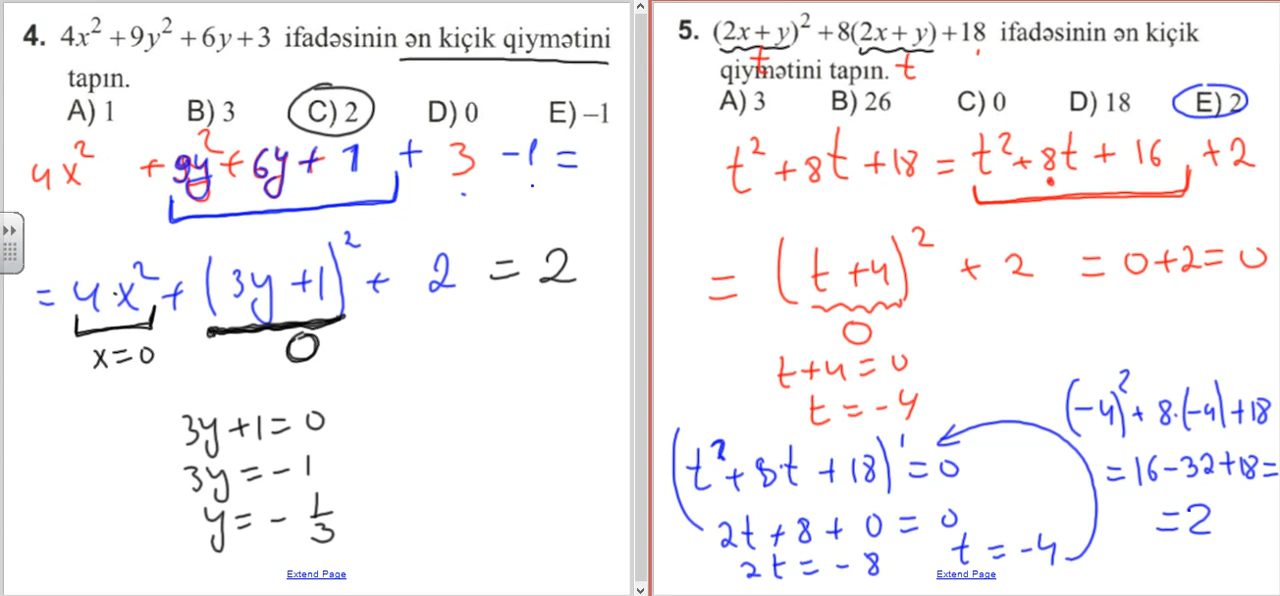 4. 4x² +9y² +6y+3 ifadəsinin ən kiçik qiymətini
tapın.
A) 1 B) 3 C) 2 D) 0 E) –1
4x² + 9y² + 6y + 1 + 3 - 1 =
= 4·x² + (3y + 1)² + 2 = 2
x = 0 0
3y + 1 = 0
3y = - 1
y = - 1/3
Extend Page
5. (2x+y)² +8(2x+y)+18 ifadəsinin ən kiçik
t
qiymətini tapın. t
A) 3 B) 26 C) 0 D) 18 E) 2
t² + 8t + 18 = t² + 8t + 16 + 2
= (t + 4)² + 2 = 0+2 = 0
0
t + 4 = 0
t = - 4
(-4)² + 8·(-4) + 18
(t² + 8t + 18)' = 0
= 16 - 32 + 18 =
2t + 8 + 0 = 0
= 2
2t = - 8
t = -4
Extend Page